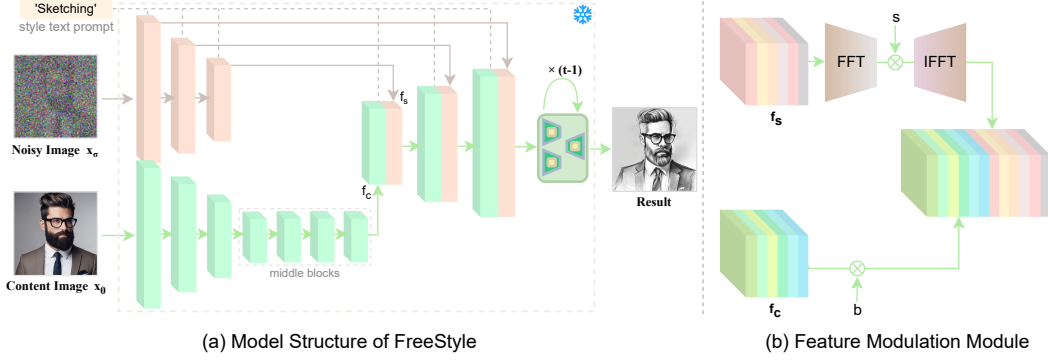 'Sketching'
style text prompt
Noisy Image x_σ
Content Image x_0
f_s
f_c
middle blocks
× (t-1)
Result
(a) Model Structure of FreeStyle
s
FFT
IFFT
f_s
f_c
b
(b) Feature Modulation Module